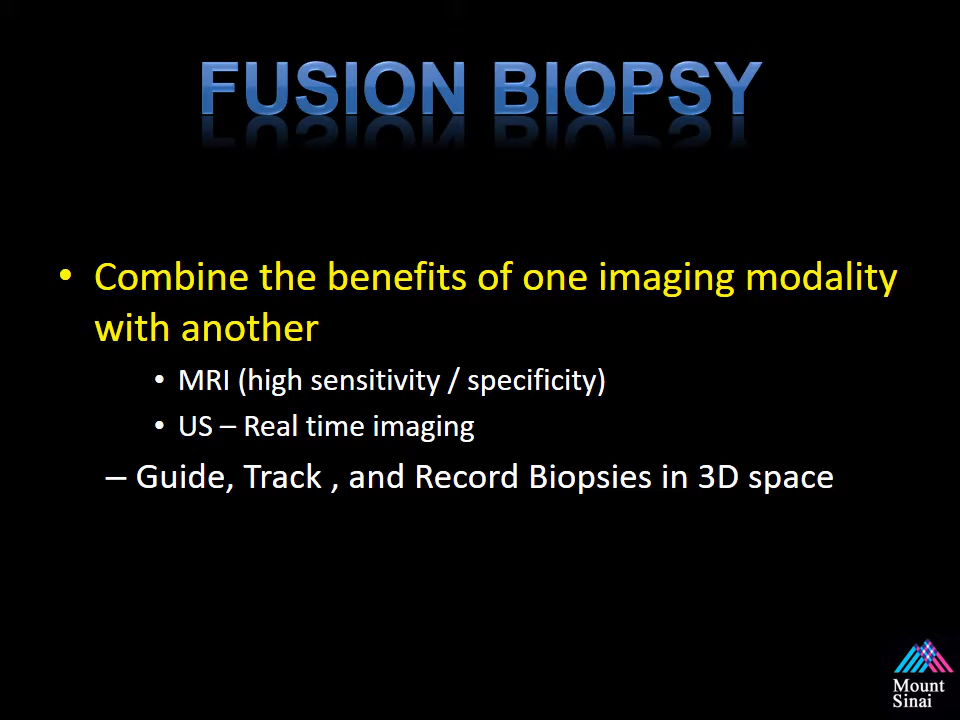 FUSION BIOPSY
• Combine the benefits of one imaging modality
with another
• MRI (high sensitivity / specificity)
• US – Real time imaging
– Guide, Track , and Record Biopsies in 3D space
Mount
Sinai